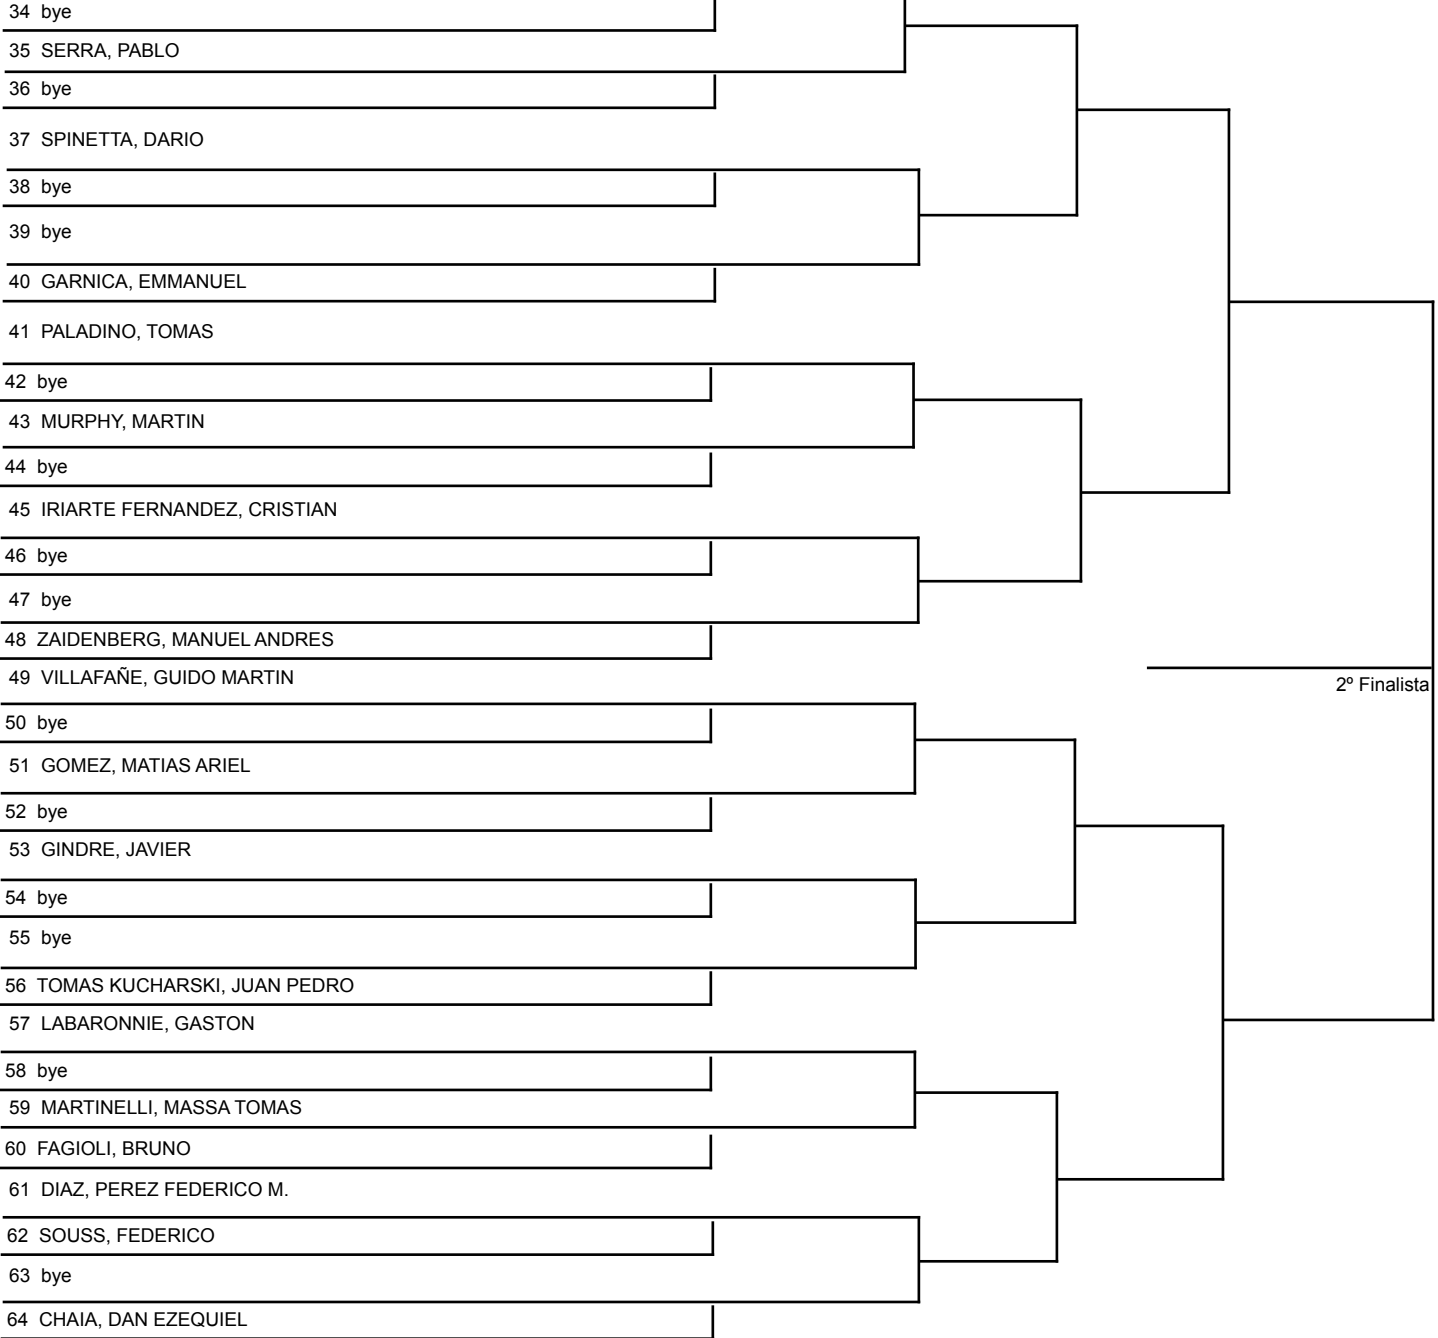 34 bye
35 SERRA, PABLO
36 bye
37 SPINETTA, DARIO
38 bye
39 bye
40 GARNICA, EMMANUEL
41 PALADINO, TOMAS
42 bye
43 MURPHY, MARTIN
44 bye
45 IRIARTE FERNANDEZ, CRISTIAN
46 bye
47 bye
48 ZAIDENBERG, MANUEL ANDRES
49 VILLAFAÑE, GUIDO MARTIN
2º Finalista
50 bye
51 GOMEZ, MATIAS ARIEL
52 bye
53 GINDRE, JAVIER
54 bye
55 bye
56 TOMAS KUCHARSKI, JUAN PEDRO
57 LABARONNIE, GASTON
58 bye
59 MARTINELLI, MASSA TOMAS
60 FAGIOLI, BRUNO
61 DIAZ, PEREZ FEDERICO M.
62 SOUSS, FEDERICO
63 bye
64 CHAIA, DAN EZEQUIEL